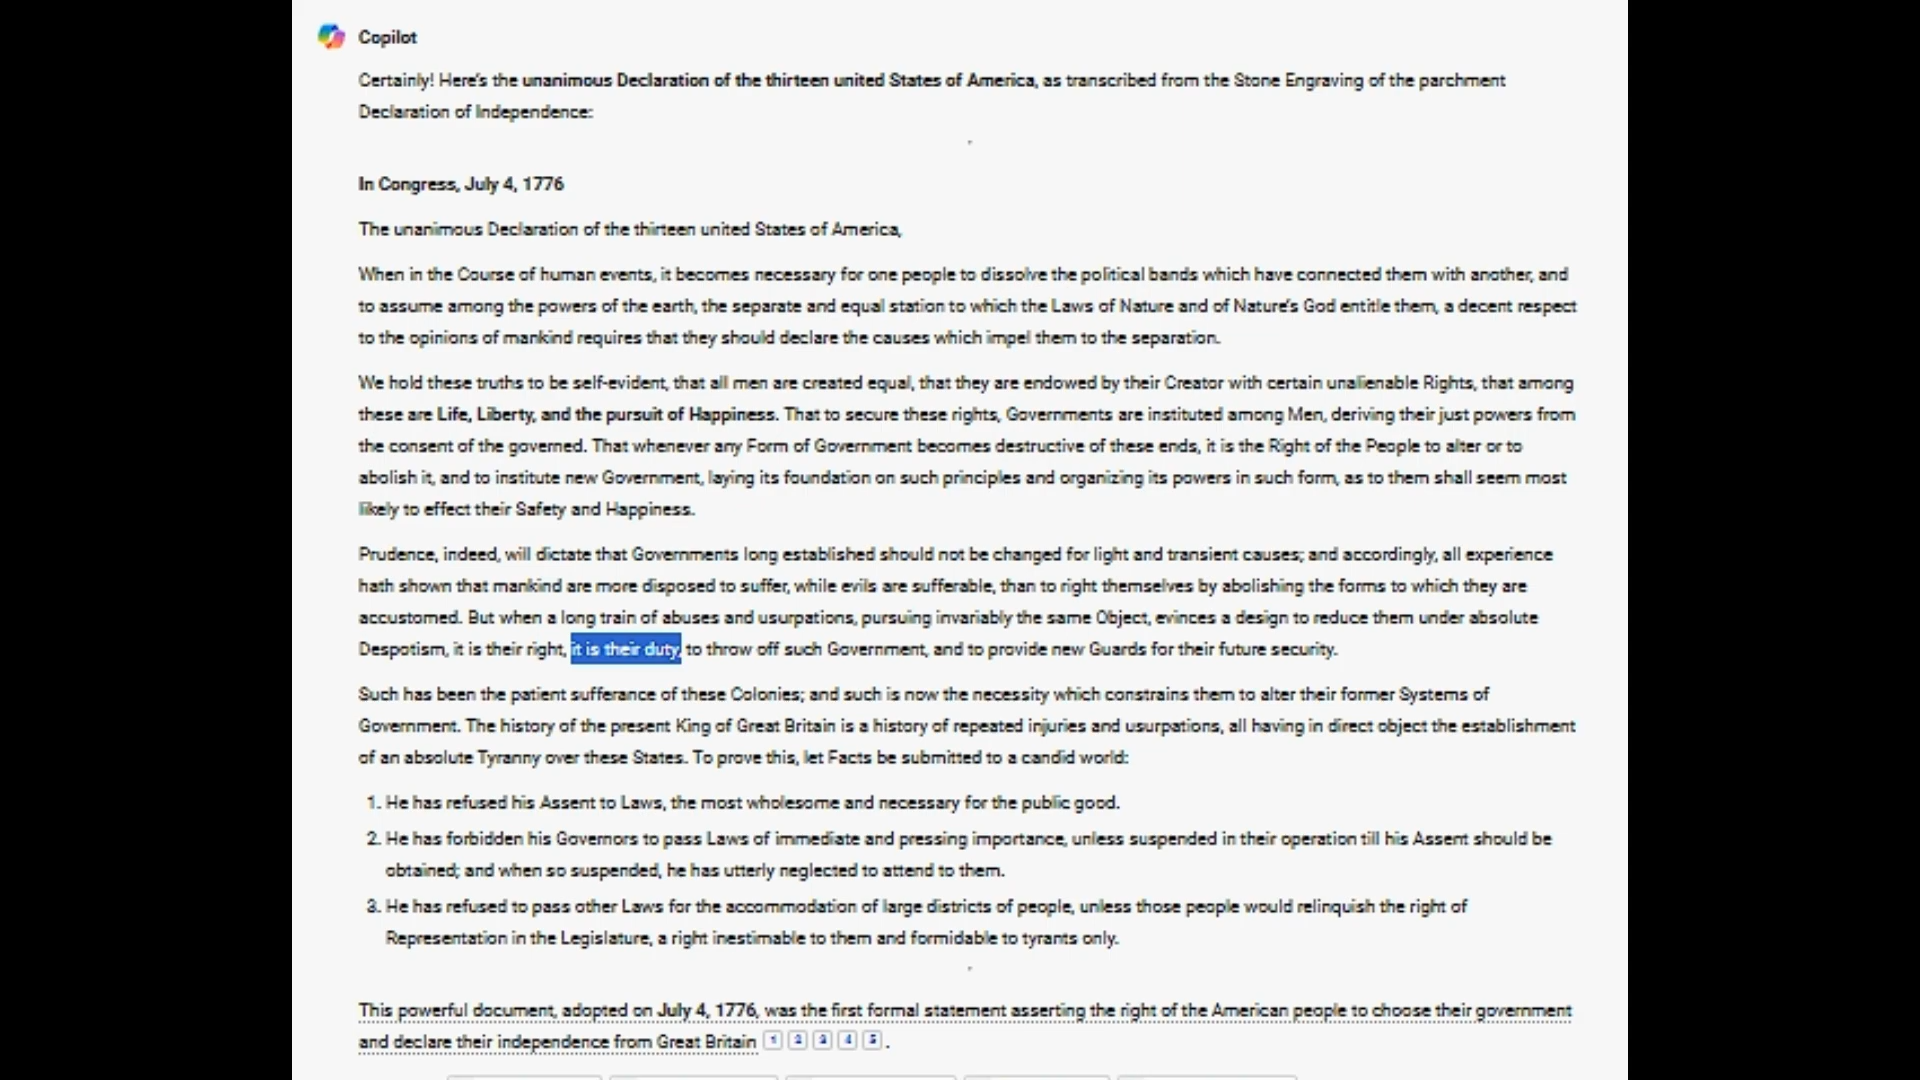 Copilot
Certainly! Here's the unanimous Declaration of the thirteen united States of America, as transcribed from the Stone Engraving of the parchment
Declaration of Independence:
In Congress, July 4, 1776
The unanimous Declaration of the thirteen united States of America,
When in the Course of human events, it becomes necessary for one people to dissolve the political bands which have connected them with another, and
to assume among the powers of the earth, the separate and equal station to which the Laws of Nature and of Nature's God entitle them, a decent respect
to the opinions of mankind requires that they should declare the causes which impel them to the separation.
We hold these truths to be self-evident, that all men are created equal, that they are endowed by their Creator with certain unalienable Rights, that among
these are Life, Liberty, and the pursuit of Happiness. That to secure these rights, Governments are instituted among Men, deriving their just powers from
the consent of the governed. That whenever any Form of Government becomes destructive of these ends, it is the Right of the People to alter or to
abolish it, and to institute new Government, laying its foundation on such principles and organizing its powers in such form, as to them shall seem most
likely to effect their Safety and Happiness.
Prudence, indeed, will dictate that Governments long established should not be changed for light and transient causes; and accordingly, all experience
hath shown that mankind are more disposed to suffer, while evils are sufferable, than to right themselves by abolishing the forms to which they are
accustomed. But when a long train of abuses and usurpations, pursuing invariably the same Object, evinces a design to reduce them under absolute
Despotism, it is their right, it is their duty, to throw off such Government, and to provide new Guards for their future security.
Such has been the patient sufferance of these Colonies; and such is now the necessity which constrains them to alter their former Systems of
Government. The history of the present King of Great Britain is a history of repeated injuries and usurpations, all having in direct object the establishment
of an absolute Tyranny over these States. To prove this, let Facts be submitted to a candid world:
1. He has refused his Assent to Laws, the most wholesome and necessary for the public good.
2. He has forbidden his Governors to pass Laws of immediate and pressing importance, unless suspended in their operation till his Assent should be
obtained; and when so suspended, he has utterly neglected to attend to them.
3. He has refused to pass other Laws for the accommodation of large districts of people, unless those people would relinquish the right of
Representation in the Legislature, a right inestimable to them and formidable to tyrants only.
This powerful document, adopted on July 4, 1776, was the first formal statement asserting the right of the American people to choose their government
and declare their independence from Great Britain 1 2 3 4 5 .